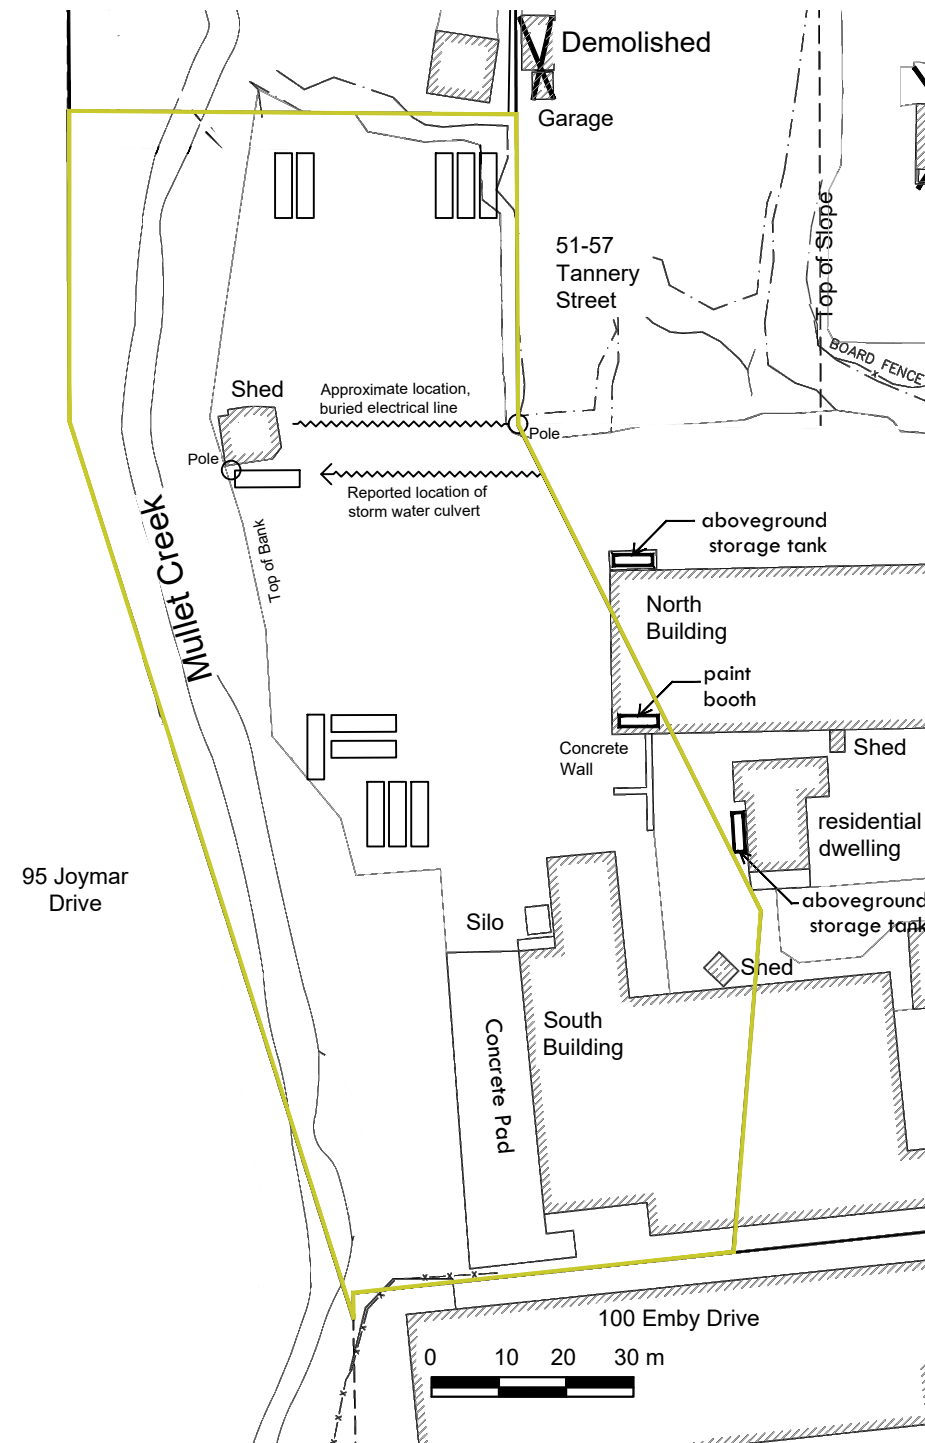 Demolished
Garage
51-57
Tannery
Street
Top of Slope
BOARD FENCE
x
Shed
Approximate location,
buried electrical line
Pole
Pole
Reported location of
storm water culvert
Mullet Creek
Top of Bank
aboveground
storage tank
North
Building
paint
booth
Concrete
Wall
Shed
residential
dwelling
95 Joymar
Drive
aboveground
storage tank
Silo
Shed
South
Building
Concrete Pad
x x x
x
x
x
x
x
x
100 Emby Drive
0 10 20 30 m